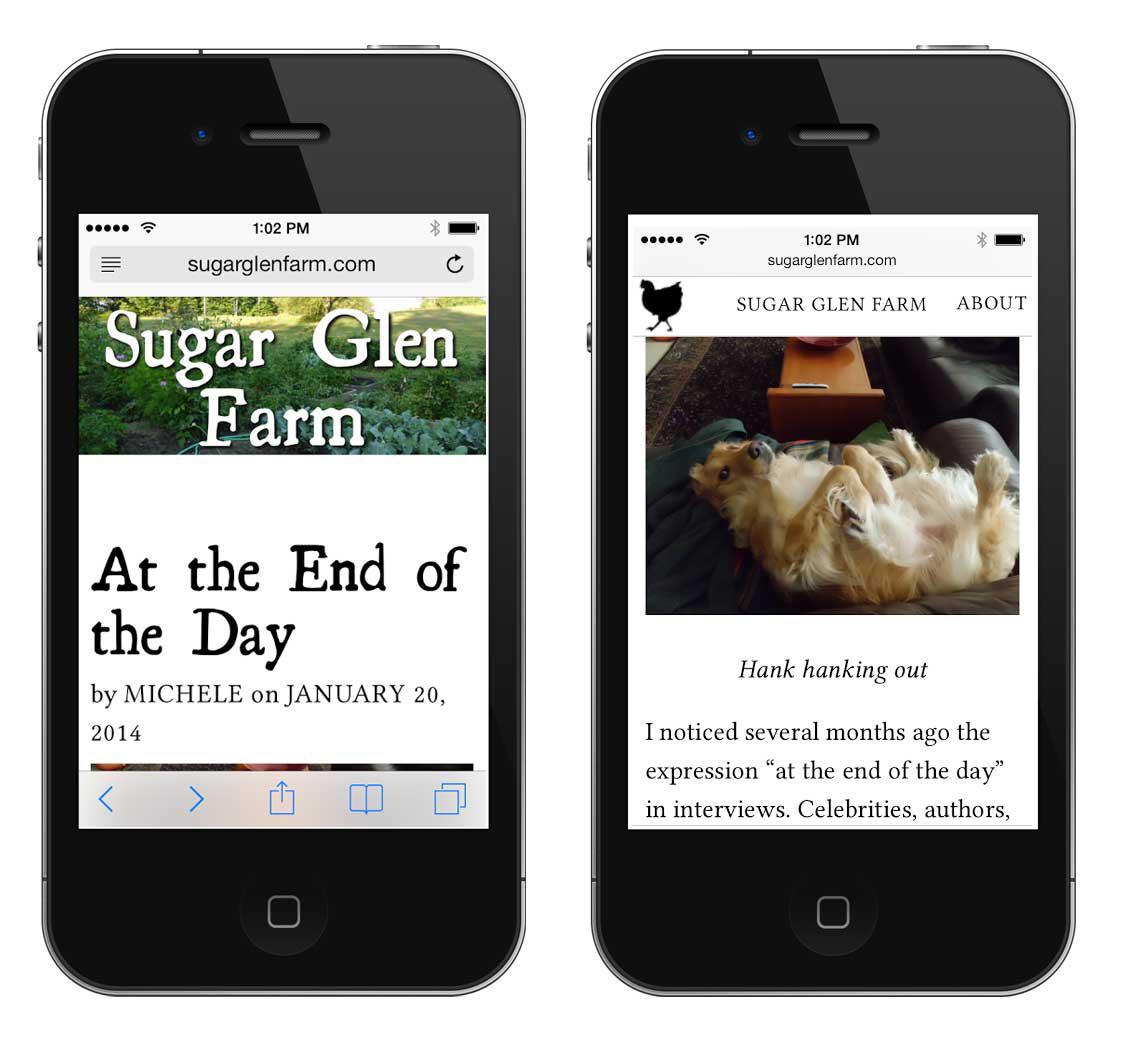 1:02 PM
sugarglenfarm.com
Sugar Glen
Farm
At the End of
the Day
by MICHELE on JANUARY 20,
2014
1:02 PM
sugarglenfarm.com
SUGAR GLEN FARM ABOUT
Hank hanking out
I noticed several months ago the
expression “at the end of the day”
in interviews. Celebrities, authors,